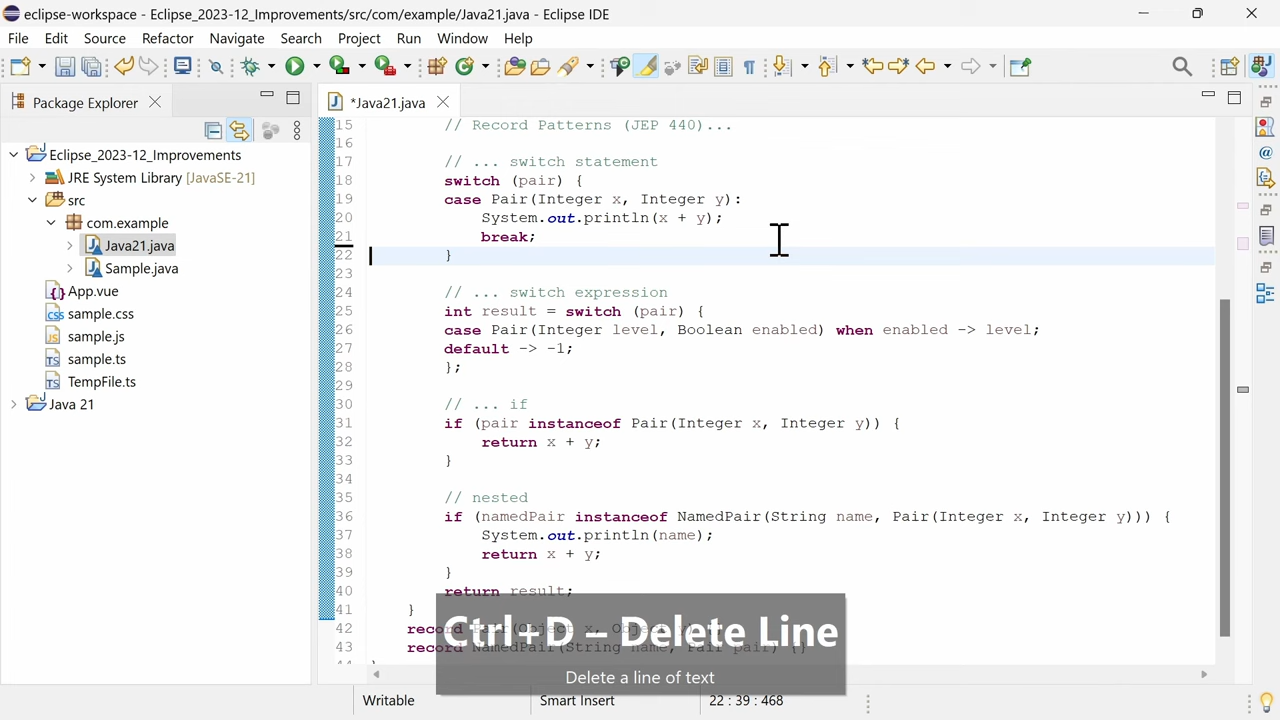 eclipse-workspace - Eclipse_2023-12_Improvements/src/com/example/Java21.java - Eclipse IDE
File Edit Source Refactor Navigate Search Project Run Window Help
Package Explorer
*Java21.java
Eclipse_2023-12_Improvements
JRE System Library [JavaSE-21]
src
com.example
Java21.java
Sample.java
App.vue
sample.css
sample.js
sample.ts
TempFile.ts
Java 21
15 // Record Patterns (JEP 440)...
16
17 // ... switch statement
18 switch (pair) {
19 case Pair(Integer x, Integer y):
20 System.out.println(x + y);
21 break;
22 }
23
24 // ... switch expression
25 int result = switch (pair) {
26 case Pair(Integer level, Boolean enabled) when enabled -> level;
27 default -> -1;
28 };
29
30 // ... if
31 if (pair instanceof Pair(Integer x, Integer y)) {
32 return x + y;
33 }
34
35 // nested
36 if (namedPair instanceof NamedPair(String name, Pair(Integer x, Integer y))) {
37 System.out.println(name);
38 return x + y;
39 }
40 return result;
41 }
42 record Pair(Object x, Object y)
43 record NamedPair(String name, Pair pair) {}
44 }
Ctrl+D – Delete Line
Delete a line of text
Writable Smart Insert 22 : 39 : 468